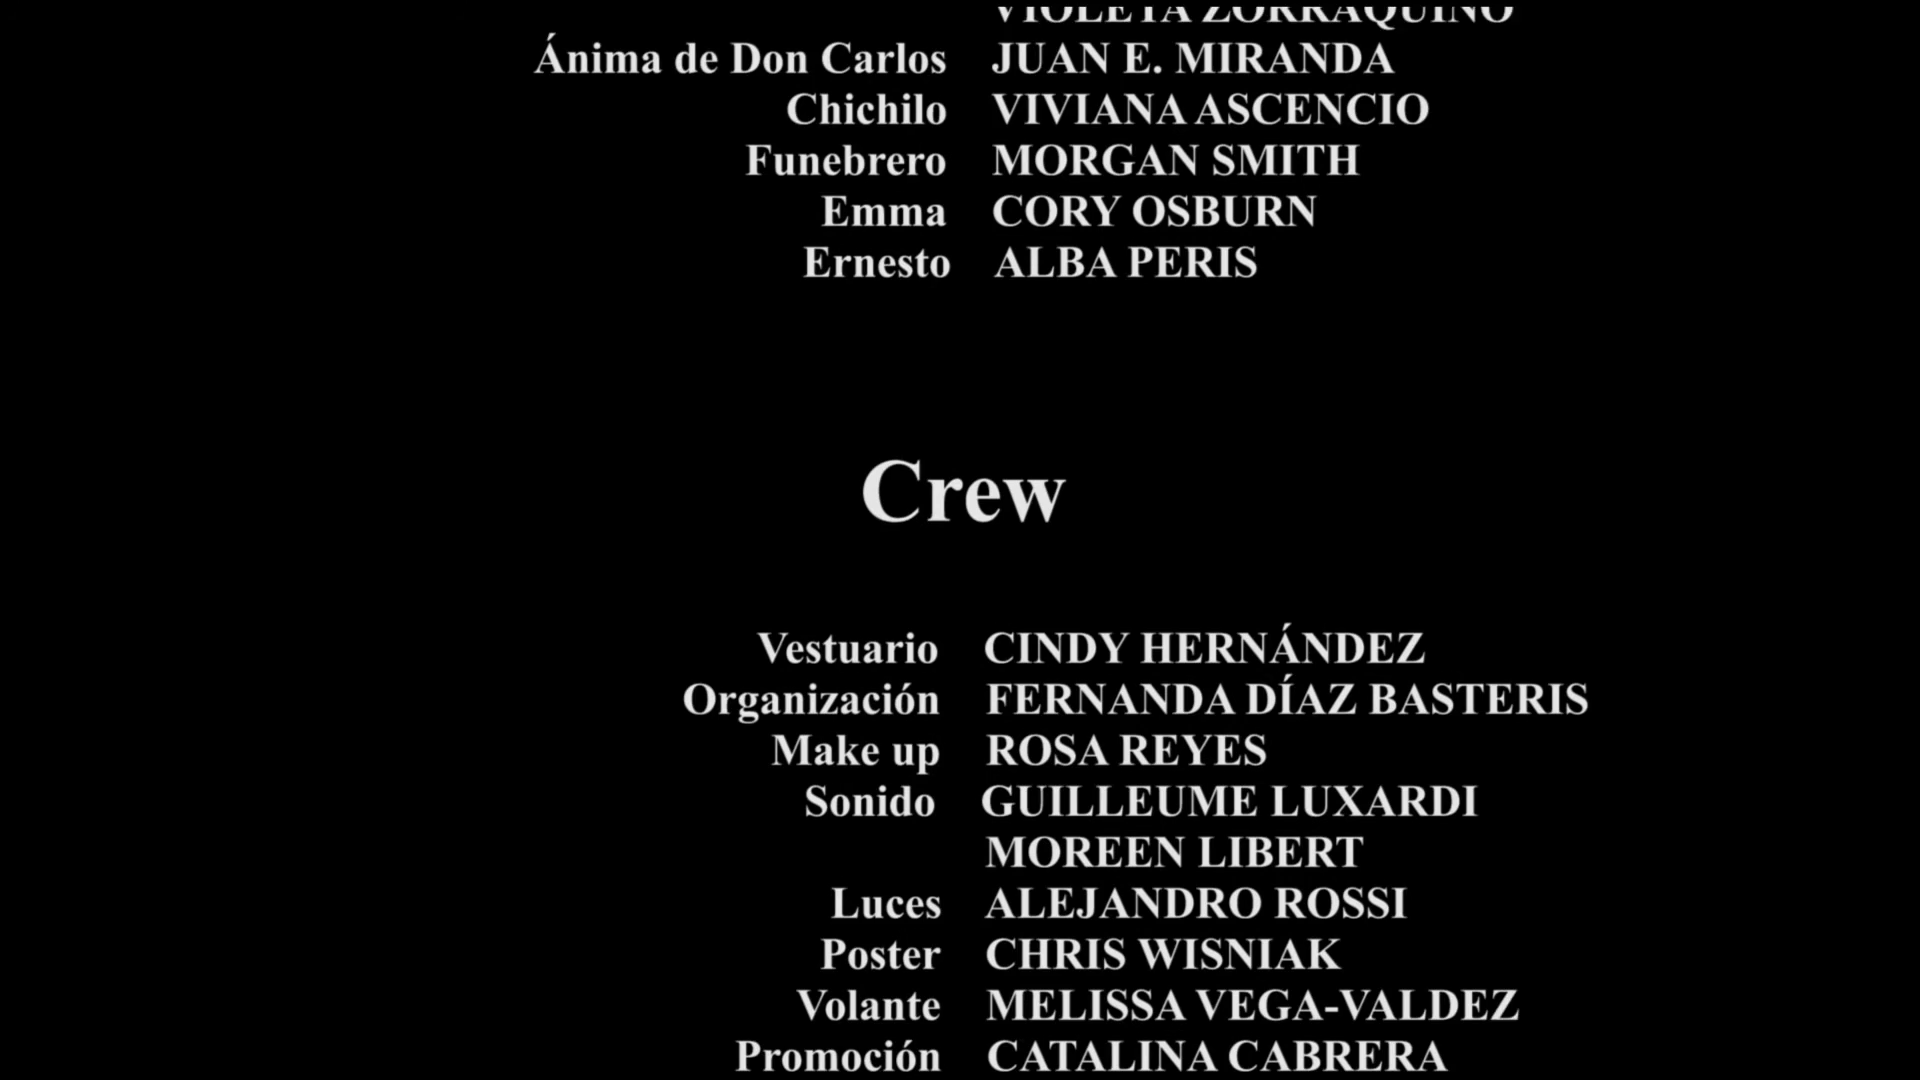 VIOLETA ZORRAQUINO
Ánima de Don Carlos JUAN E. MIRANDA
Chichilo VIVIANA ASCENCIO
Funebrero MORGAN SMITH
Emma CORY OSBURN
Ernesto ALBA PERIS
Crew
Vestuario CINDY HERNÁNDEZ
Organización FERNANDA DÍAZ BASTERIS
Make up ROSA REYES
Sonido GUILLEUME LUXARDI
MOREEN LIBERT
Luces ALEJANDRO ROSSI
Poster CHRIS WISNIAK
Volante MELISSA VEGA-VALDEZ
Promoción CATALINA CABRERA